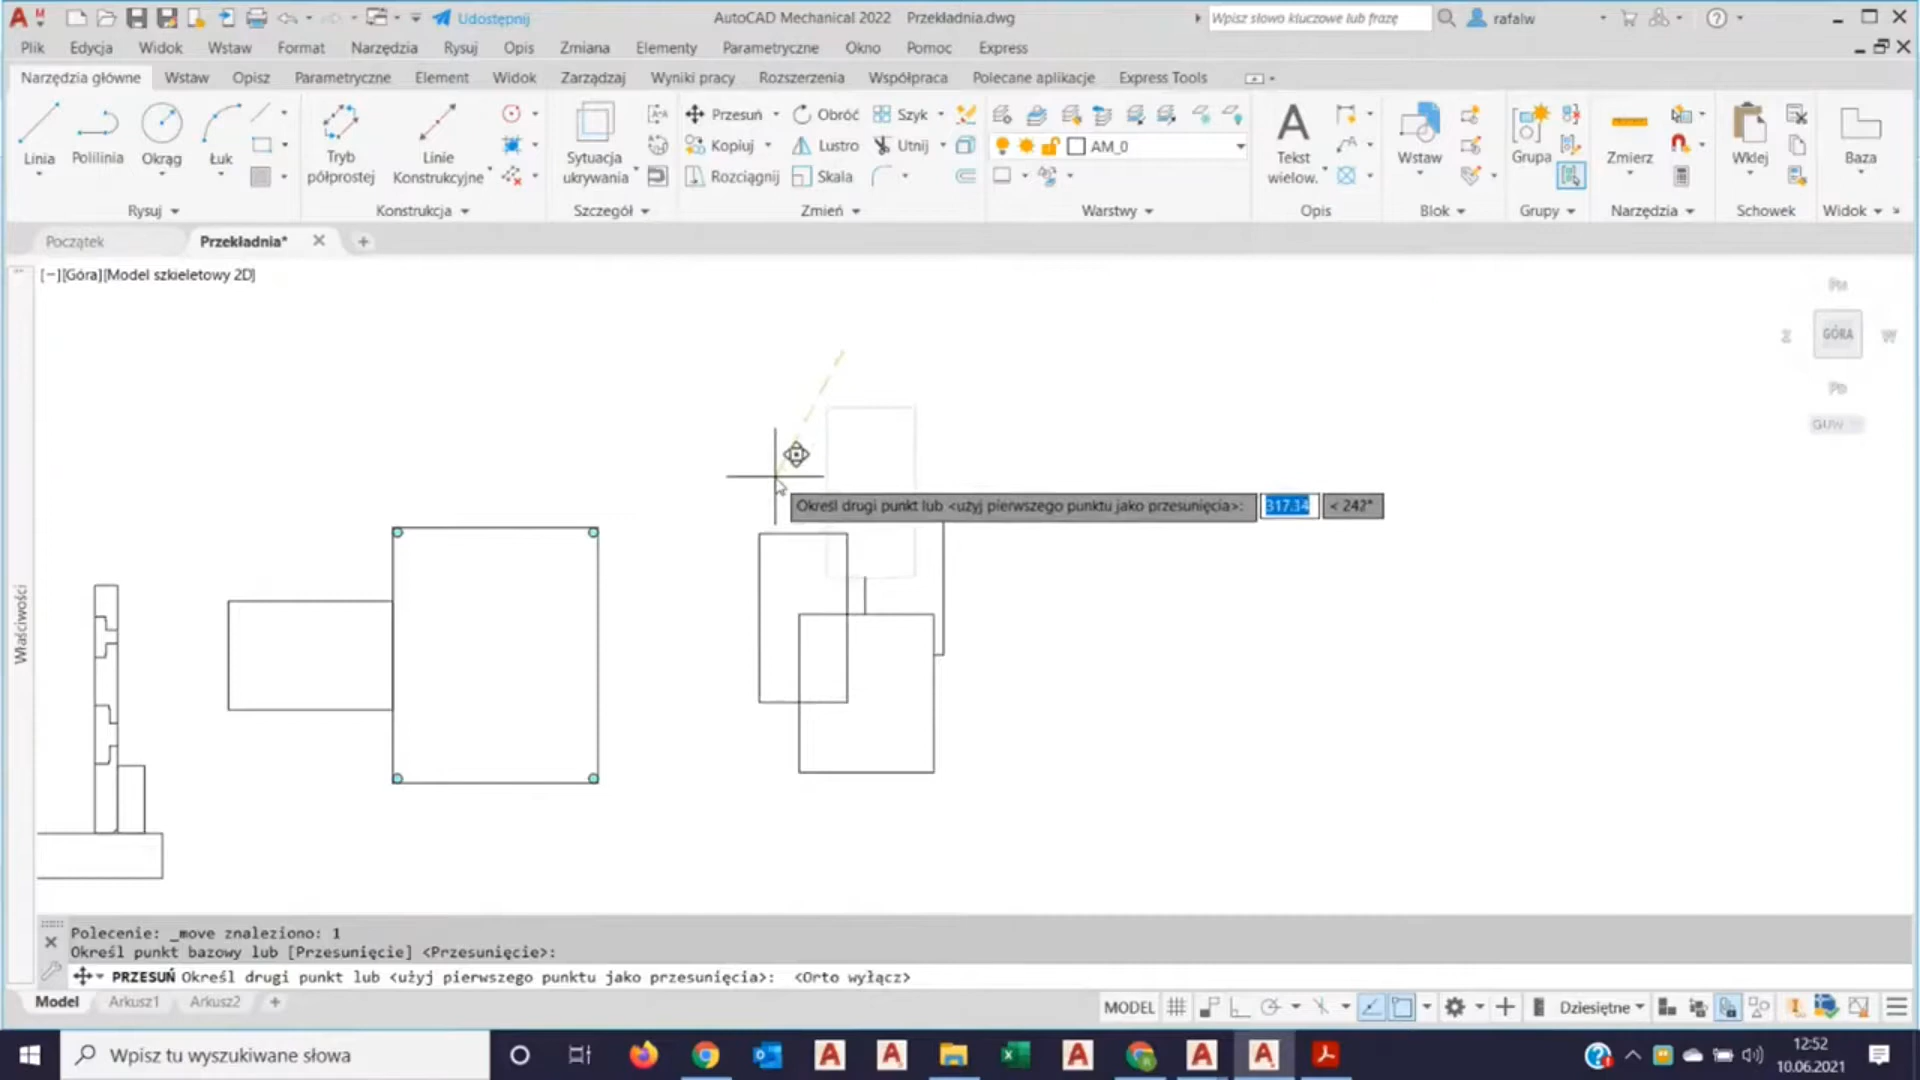 M Udostępnij AutoCAD Mechanical 2022 Przekładnia.dwg Wpisz słowo kluczowe lub frazę rafalw
Plik Edycja Widok Wstaw Format Narzędzia Rysuj Opis Zmiana Elementy Parametryczne Okno Pomoc Express
Narzędzia główne Wstaw Opisz Parametryczne Element Widok Zarządzaj Wyniki pracy Rozszerzenia Współpraca Polecane aplikacje Express Tools
Przesuń Obróć Szyk
Kopiuj Lustro Utnij AM_0
Rozciągnij Skala
Linia Polilinia Okrąg Łuk Tryb półprostej Linie Konstrukcyjne Sytuacja ukrywania Tekst wielow. Wstaw Grupa Zmierz Wklej Baza
Rysuj Konstrukcja Szczegół Zmień Warstwy Opis Blok Grupy Narzędzia Schowek Widok
Początek Przekładnia*
[−][Góra][Model szkieletowy 2D]
GÓRA
Z W
GUW
Określ drugi punkt lub <użyj pierwszego punktu jako przesunięcia>: 317.34 < 242°
Właściwości
Polecenie: _move znaleziono: 1
Określ punkt bazowy lub [Przesunięcie] <Przesunięcie>:
PRZESUŃ Określ drugi punkt lub <użyj pierwszego punktu jako przesunięcia>: <Orto wyłącz>
Model Arkusz1 Arkusz2
MODEL Dziesiętne
Wpisz tu wyszukiwane słowa
12:52
10.06.2021